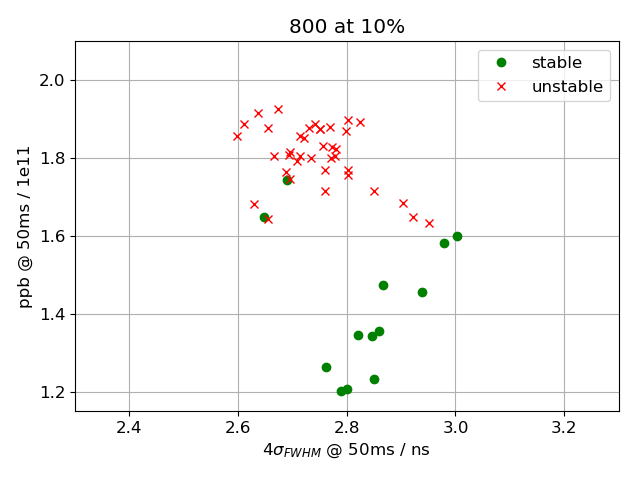 800 at 10%
stable
unstable
2.0
1.8
1.6
1.4
1.2
ppb @ 50ms / 1e11
2.4 2.6 2.8 3.0 3.2
4σ_FWHM @ 50ms / ns